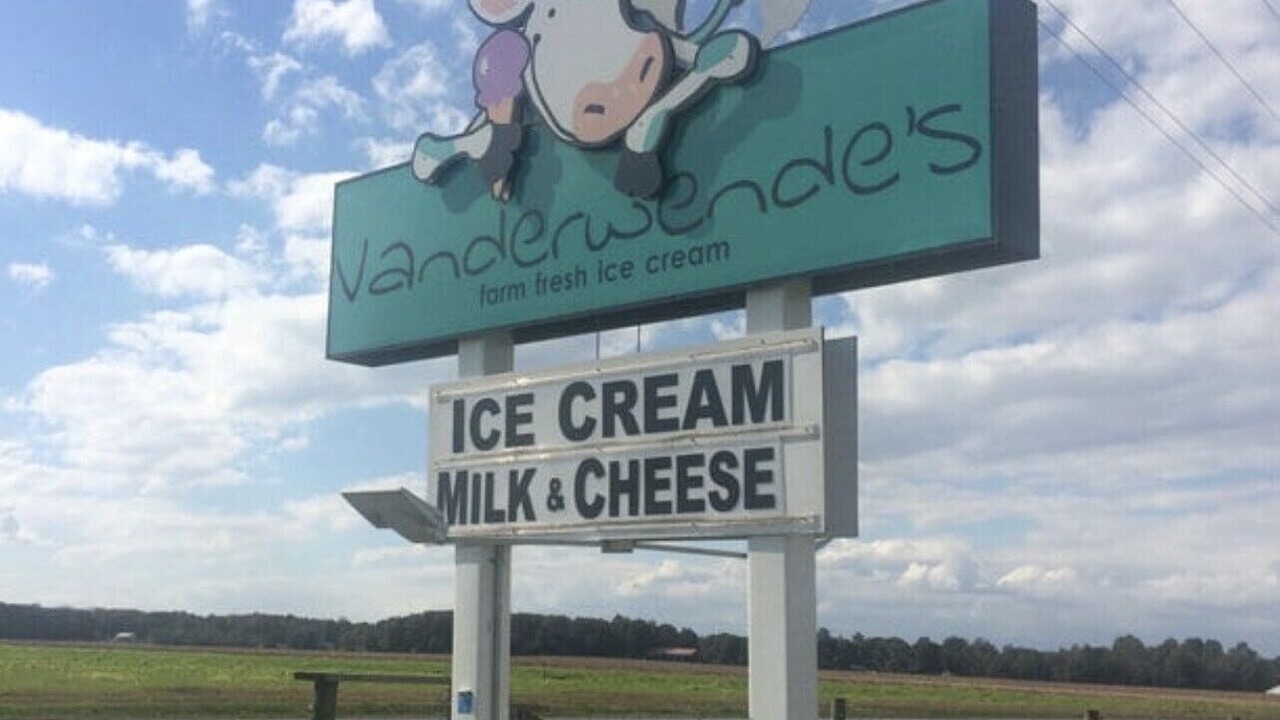 Vanderwende's
farm fresh ice cream
ICE CREAM
MILK & CHEESE